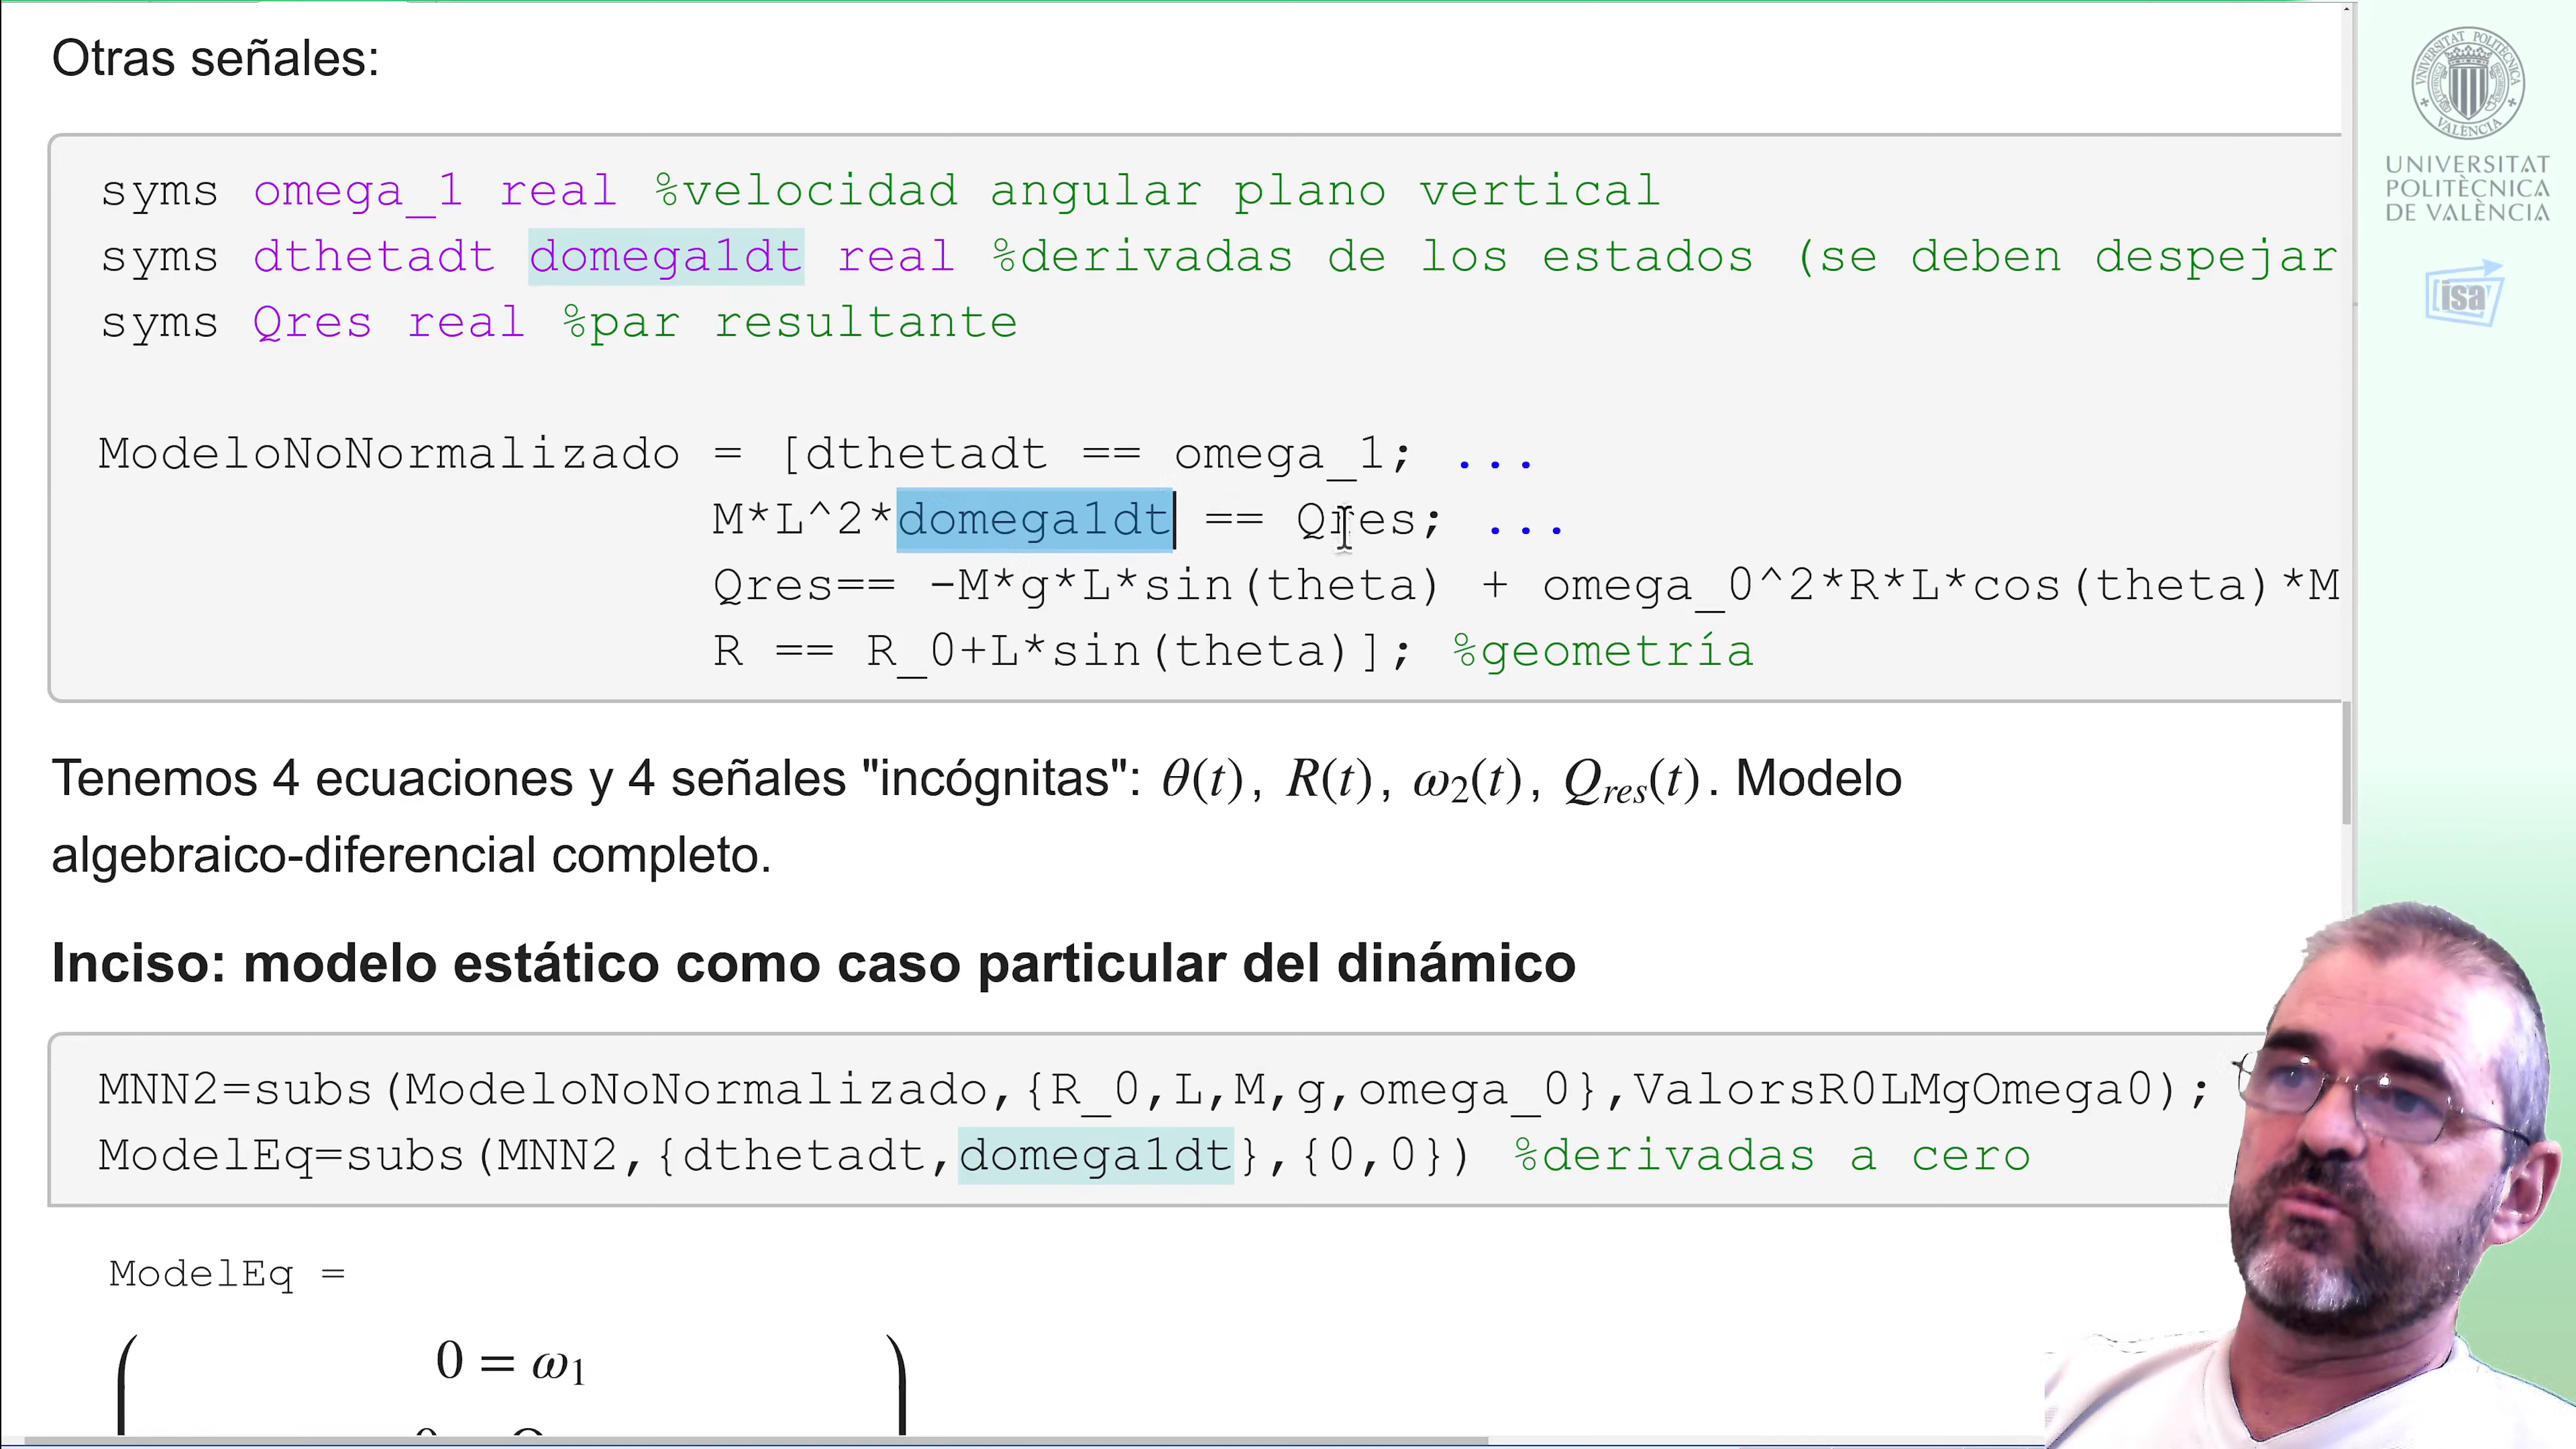 Otras señales:
syms omega_1 real %velocidad angular plano vertical
syms dthetadt domega1dt real %derivadas de los estados (se deben despejar
syms Qres real %par resultante
ModeloNoNormalizado = [dthetadt == omega_1; ...
M*L^2*domega1dt == Qres; ...
Qres== -M*g*L*sin(theta) + omega_0^2*R*L*cos(theta)*M
R == R_0+L*sin(theta)]; %geometría
Tenemos 4 ecuaciones y 4 señales "incógnitas": θ(t), R(t), ω₂(t), Q_res(t). Modelo
algebraico-diferencial completo.
Inciso: modelo estático como caso particular del dinámico
MNN2=subs(ModeloNoNormalizado,{R_0,L,M,g,omega_0},ValorsR0LMgOmega0);
ModelEq=subs(MNN2,{dthetadt,domega1dt},{0,0}) %derivadas a cero
ModelEq =
0 = ω₁
UNIVERSITAT POLITÈCNICA
VALÈNCIA
UNIVERSITAT
POLITÈCNICA
DE VALÈNCIA
isa